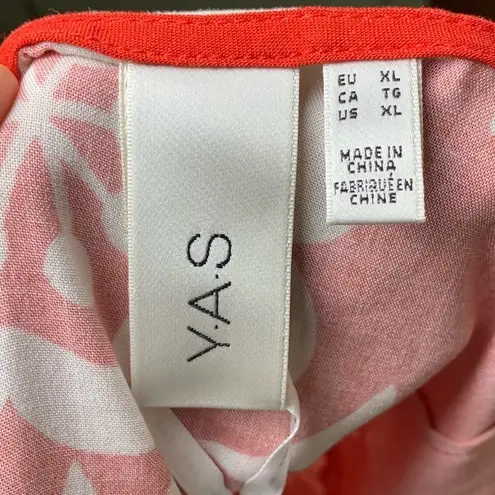 Y.A.S
EU XL
CA TG
US XL
MADE IN
CHINA
FABRIQUÉ EN
CHINE